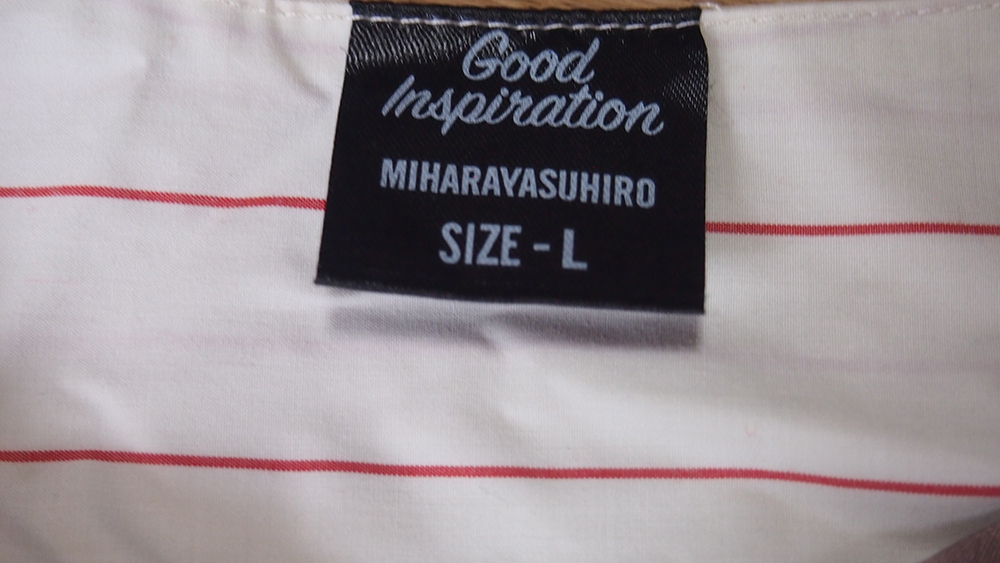 Good
Inspiration
MIHARAYASUHIRO
SIZE - L